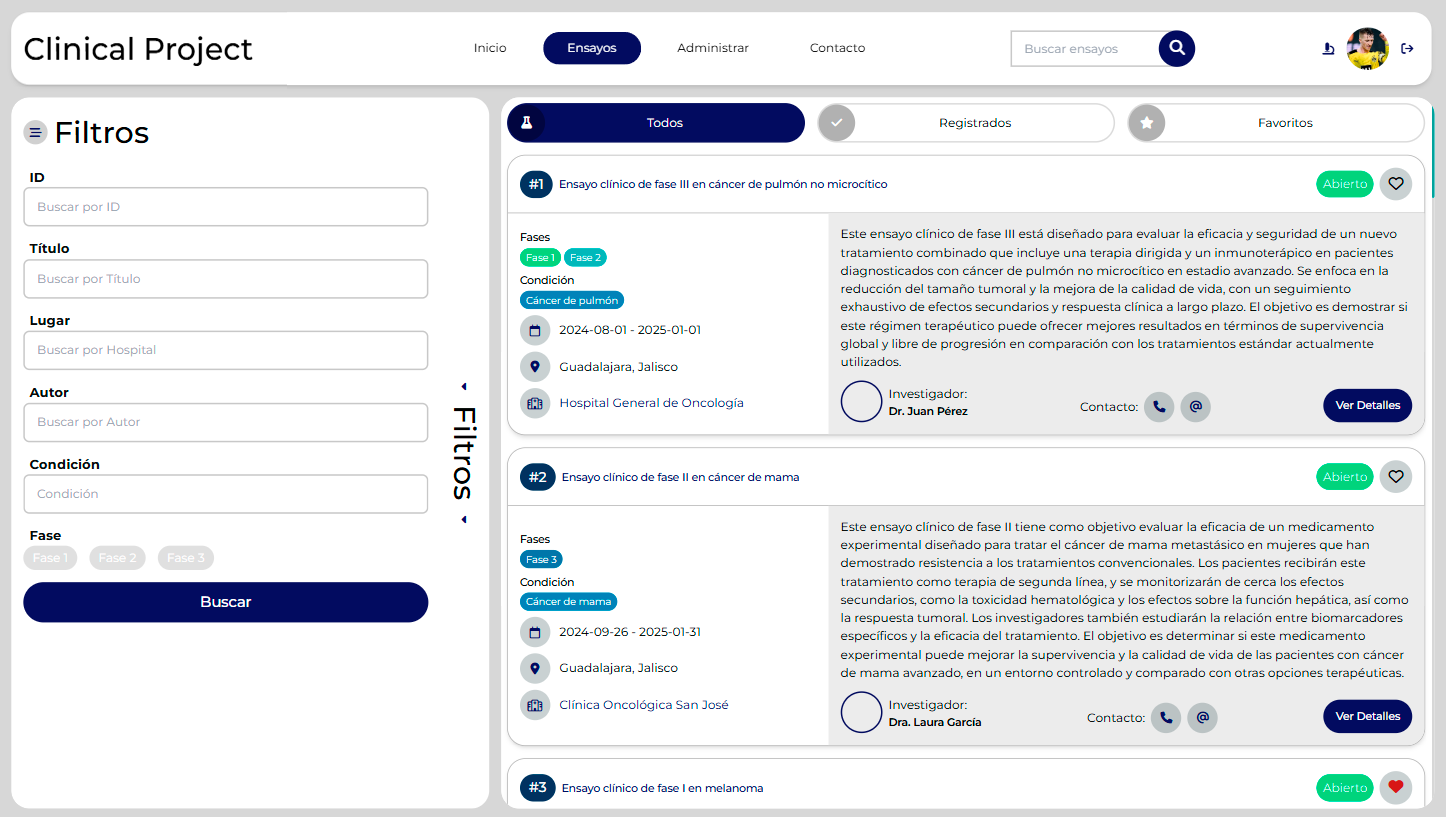 Clinical Project
Inicio
Ensayos
Administrar
Contacto
Buscar ensayos
Filtros
ID
Buscar por ID
Título
Buscar por Título
Lugar
Buscar por Hospital
Autor
Buscar por Autor
Condición
Condición
Fase
Fase 1 Fase 2 Fase 3
Buscar
Filtros
Todos
Registrados
Favoritos
#1 Ensayo clínico de fase III en cáncer de pulmón no microcítico
Abierto
Fases
Fase 1 Fase 2
Condición
Cáncer de pulmón
2024-08-01 - 2025-01-01
Guadalajara, Jalisco
Hospital General de Oncología
Este ensayo clínico de fase III está diseñado para evaluar la eficacia y seguridad de un nuevo
tratamiento combinado que incluye una terapia dirigida y un inmunoterápico en pacientes
diagnosticados con cáncer de pulmón no microcítico en estadio avanzado. Se enfoca en la
reducción del tamaño tumoral y la mejora de la calidad de vida, con un seguimiento
exhaustivo de efectos secundarios y respuesta clínica a largo plazo. El objetivo es demostrar si
este régimen terapéutico puede ofrecer mejores resultados en términos de supervivencia
global y libre de progresión en comparación con los tratamientos estándar actualmente
utilizados.
Investigador:
Dr. Juan Pérez
Contacto:
@
Ver Detalles
#2 Ensayo clínico de fase II en cáncer de mama
Abierto
Fases
Fase 3
Condición
Cáncer de mama
2024-09-26 - 2025-01-31
Guadalajara, Jalisco
Clínica Oncológica San José
Este ensayo clínico de fase II tiene como objetivo evaluar la eficacia de un medicamento
experimental diseñado para tratar el cáncer de mama metastásico en mujeres que han
demostrado resistencia a los tratamientos convencionales. Los pacientes recibirán este
tratamiento como terapia de segunda línea, y se monitorizarán de cerca los efectos
secundarios, como la toxicidad hematológica y los efectos sobre la función hepática, así como
la respuesta tumoral. Los investigadores también estudiarán la relación entre biomarcadores
específicos y la eficacia del tratamiento. El objetivo es determinar si este medicamento
experimental puede mejorar la supervivencia y la calidad de vida de las pacientes con cáncer
de mama avanzado, en un entorno controlado y comparado con otras opciones terapéuticas.
Investigador:
Dra. Laura García
Contacto:
@
Ver Detalles
#3 Ensayo clínico de fase I en melanoma
Abierto